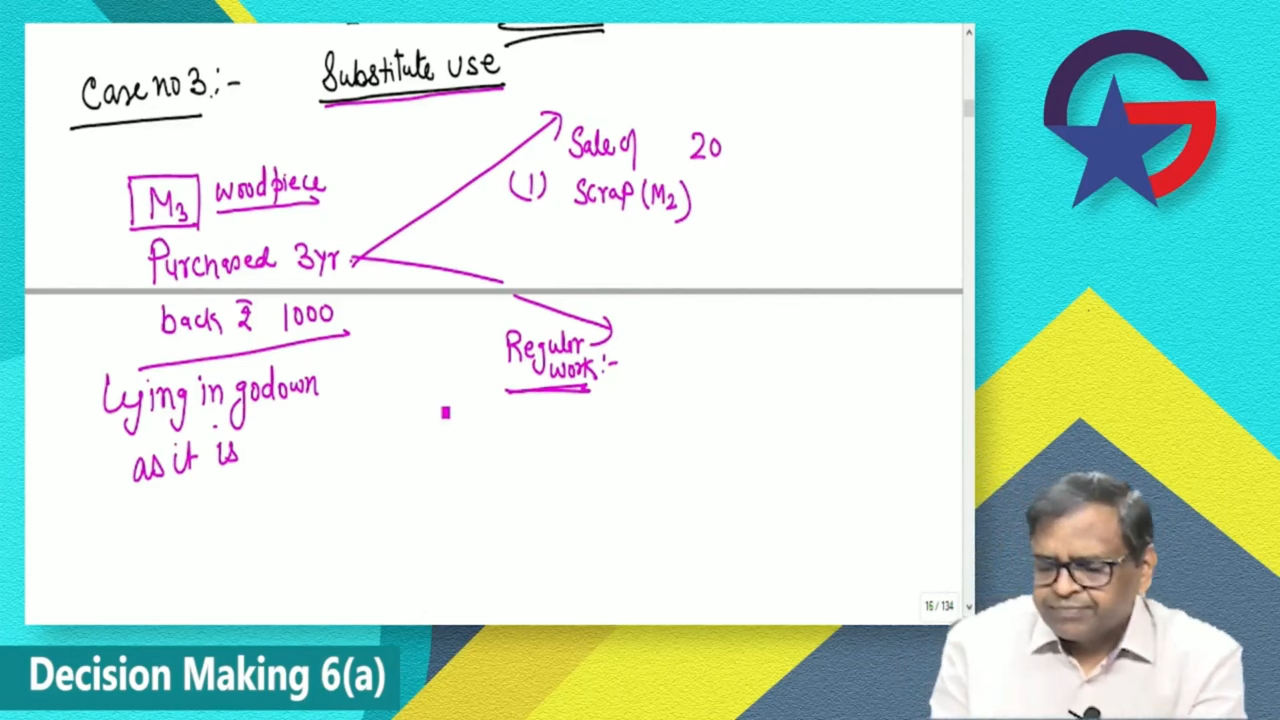 Case no 3:-
Substitute use
M3 woodpiece
Purchased 3yr
back ₹ 1000
Lying in godown
as it is
Sale of 20
(1) Scrap (M2)
Regular
work:-
16 / 134
Decision Making 6(a)